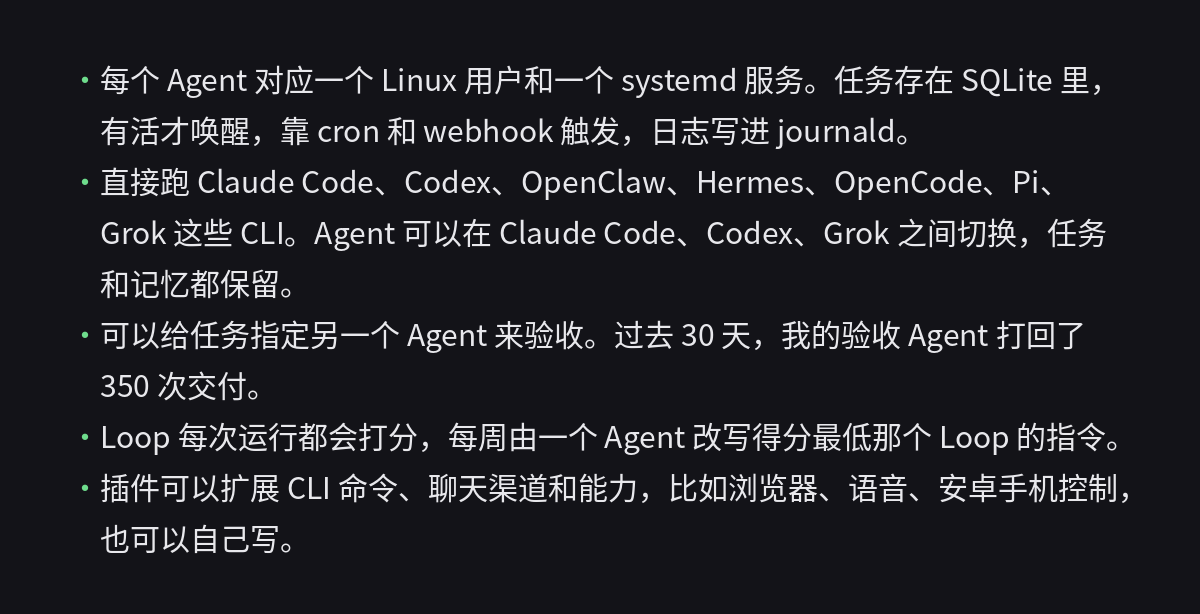 • 每个 Agent 对应一个 Linux 用户和一个 systemd 服务。任务存在 SQLite 里，
有活才唤醒，靠 cron 和 webhook 触发，日志写进 journald。
• 直接跑 Claude Code、Codex、OpenClaw、Hermes、OpenCode、Pi、
Grok 这些 CLI。Agent 可以在 Claude Code、Codex、Grok 之间切换，任务
和记忆都保留。
• 可以给任务指定另一个 Agent 来验收。过去 30 天，我的验收 Agent 打回了
350 次交付。
• Loop 每次运行都会打分，每周由一个 Agent 改写得分最低那个 Loop 的指令。
• 插件可以扩展 CLI 命令、聊天渠道和能力，比如浏览器、语音、安卓手机控制，
也可以自己写。